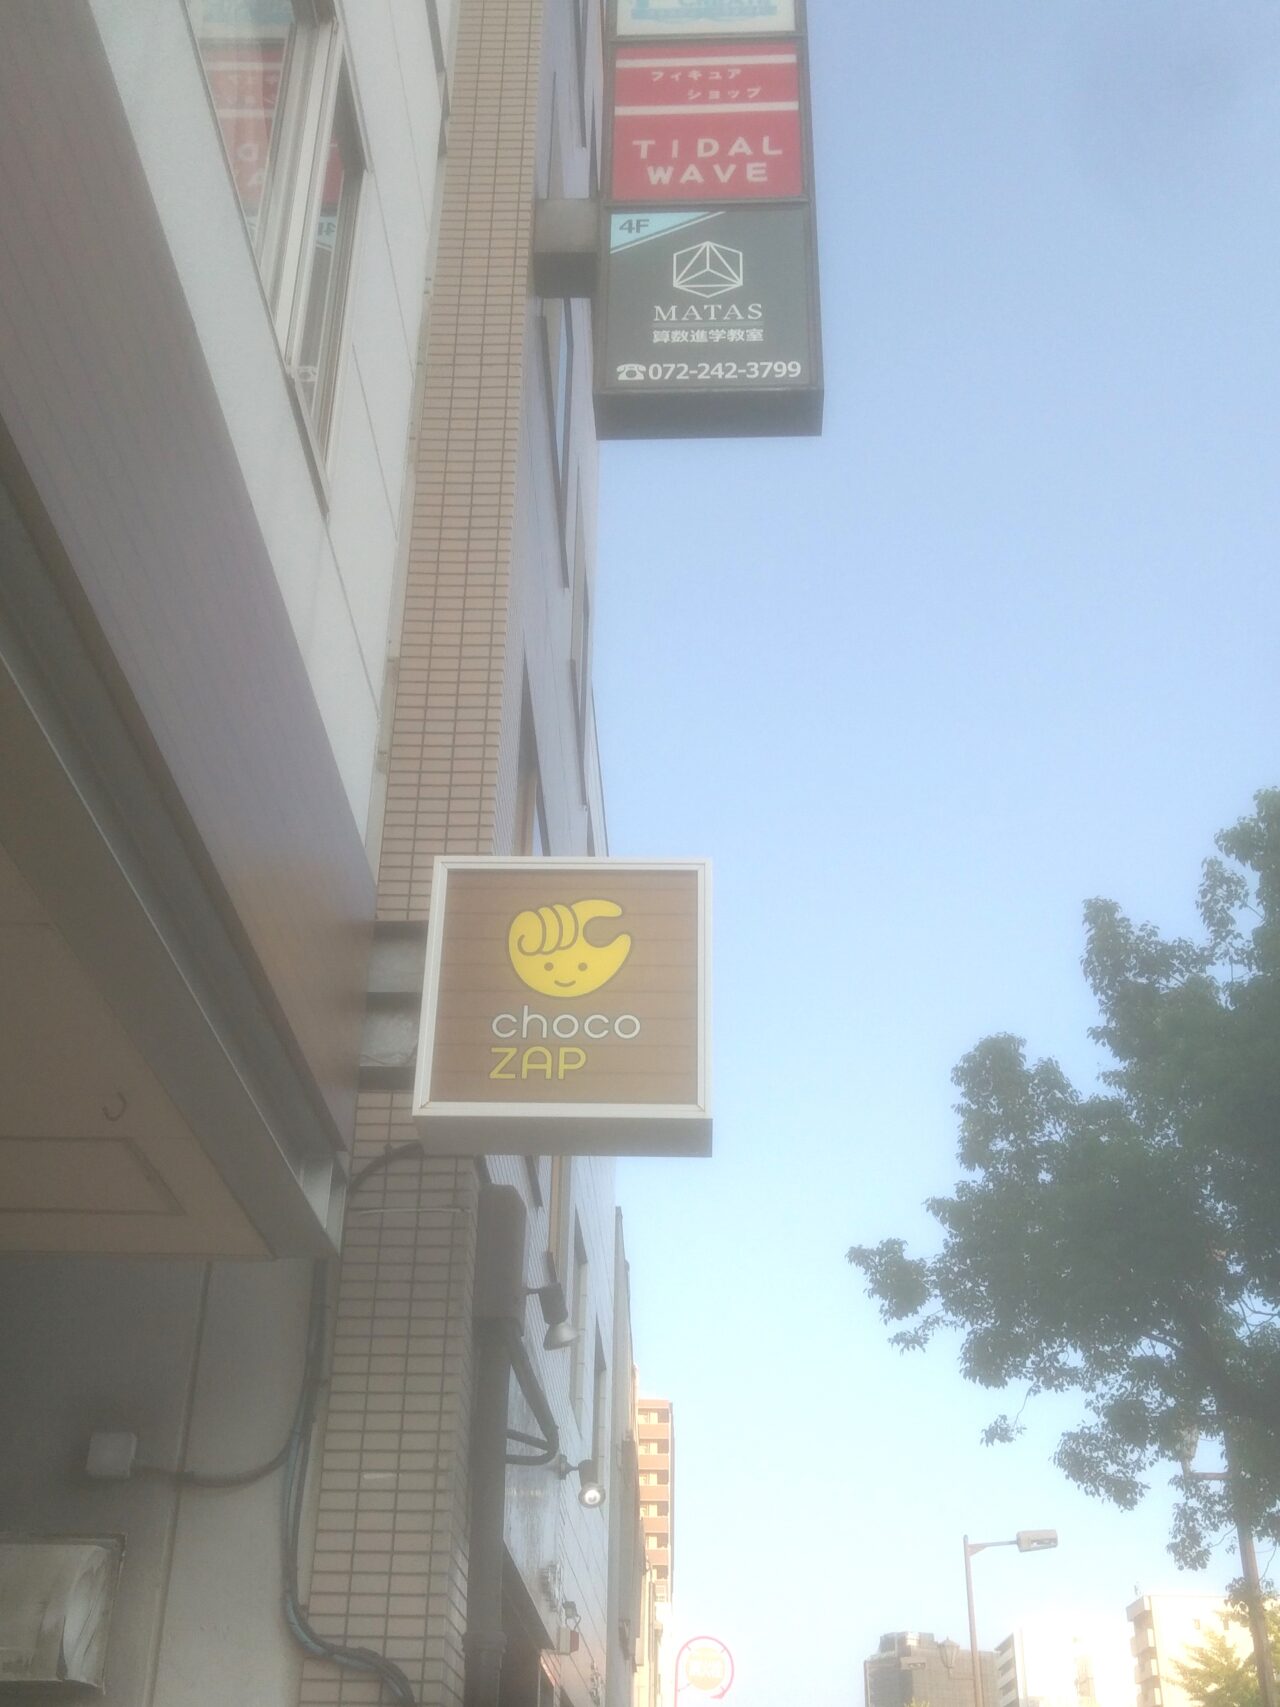 フィギュア
ショップ
TIDAL
WAVE
4F
MATAS
算数進学教室
☎072-242-3799
choco
ZAP